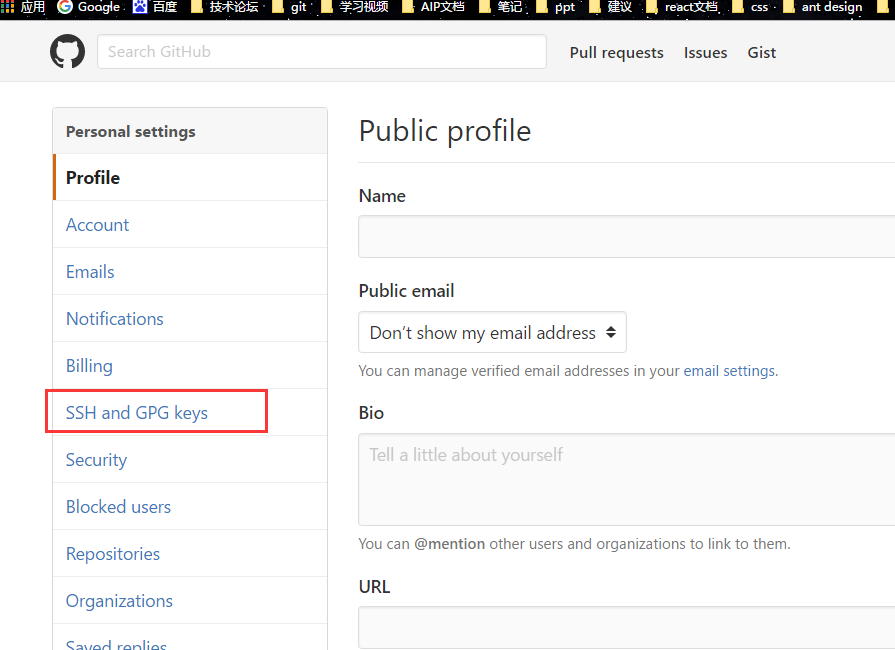 应用 Google 百度 技术论坛 git 学习视频 AIP文档 笔记 ppt 建议 react文档 css ant design
Search GitHub
Pull requests Issues Gist
Personal settings
Profile
Account
Emails
Notifications
Billing
SSH and GPG keys
Security
Blocked users
Repositories
Organizations
Saved replies
Public profile
Name
Public email
Don’t show my email address
You can manage verified email addresses in your email settings.
Bio
Tell a little about yourself
You can @mention other users and organizations to link to them.
URL